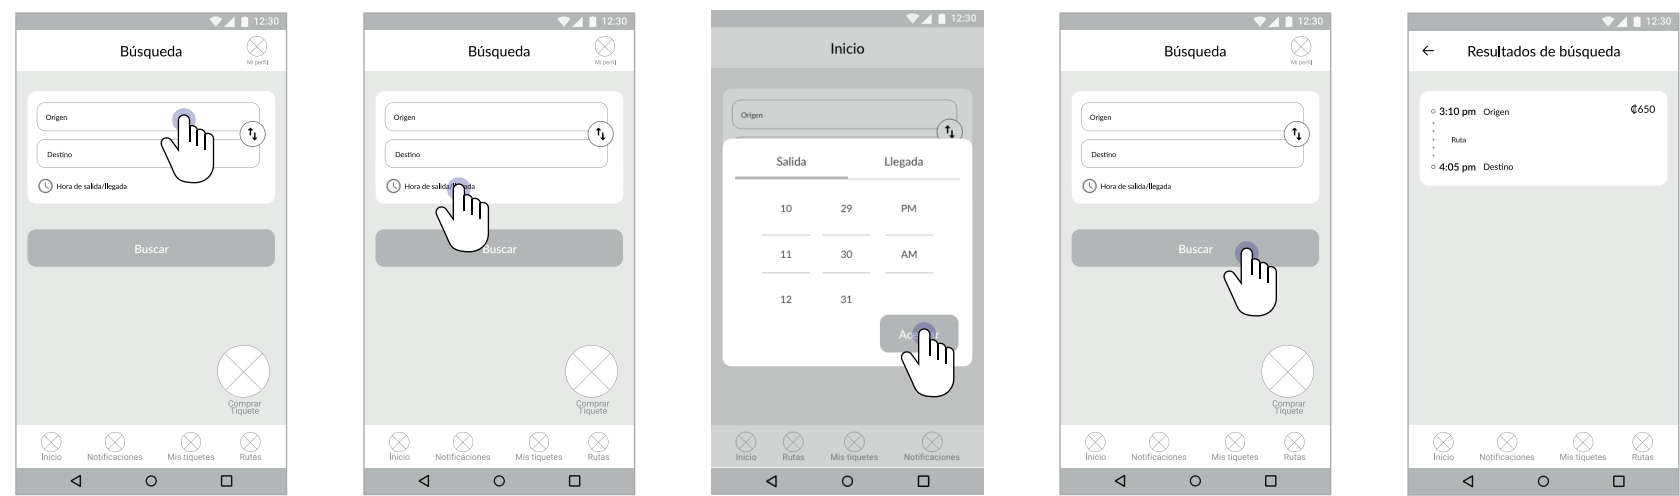 12:30
Búsqueda
Mi perfil
Origen
Destino
Hora de salida/llegada
Buscar
Comprar
Tiquete
Inicio Notificaciones Mis tiquetes Rutas
12:30
Búsqueda
Mi perfil
Origen
Destino
Hora de salida/llegada
Buscar
Comprar
Tiquete
Inicio Notificaciones Mis tiquetes Rutas
12:30
Inicio
Origen
Salida Llegada
10 29 PM
11 30 AM
12 31
Inicio Rutas Mis tiquetes Notificaciones
12:30
Búsqueda
Mi perfil
Origen
Destino
Hora de salida/llegada
Buscar
Comprar
Tiquete
Inicio Notificaciones Mis tiquetes Rutas
12:30
Resultados de búsqueda
3:10 pm Origen ₡650
Ruta
4:05 pm Destino
Inicio Notificaciones Mis tiquetes Rutas